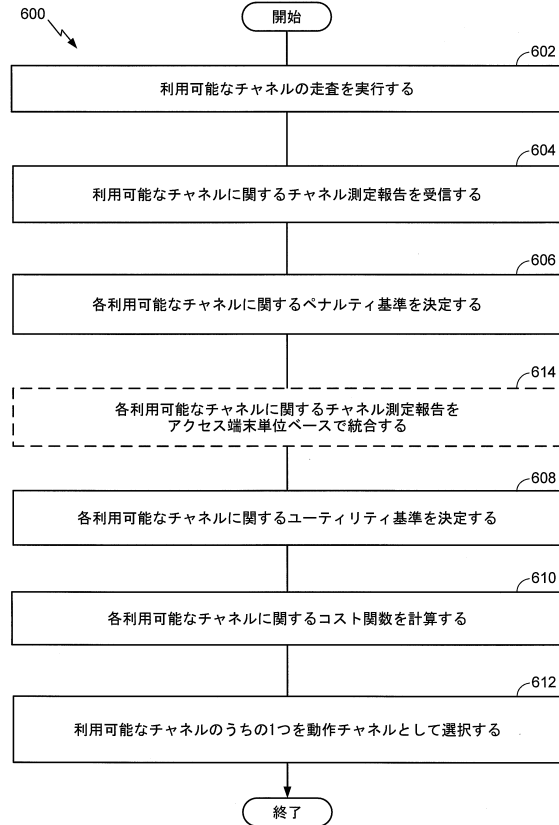 600
開始
602
利用可能なチャネルの走査を実行する
604
利用可能なチャネルに関するチャネル測定報告を受信する
606
各利用可能なチャネルに関するペナルティ基準を決定する
614
各利用可能なチャネルに関するチャネル測定報告を
アクセス端末単位ベースで統合する
608
各利用可能なチャネルに関するユーティリティ基準を決定する
610
各利用可能なチャネルに関するコスト関数を計算する
612
利用可能なチャネルのうちの1つを動作チャネルとして選択する
終了